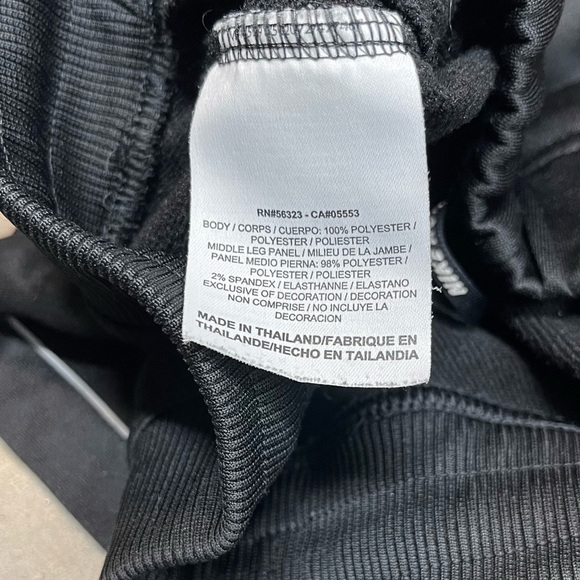 RN#56323 - CA#05553
BODY / CORPS / CUERPO: 100% POLYESTER /
POLYESTER / POLIESTER
MIDDLE LEG PANEL / MILIEU DE LA JAMBE /
PANEL MEDIO PIERNA: 98% POLYESTER /
POLYESTER / POLIESTER
2% SPANDEX / ELASTHANNE / ELASTANO
EXCLUSIVE OF DECORATION / DECORATION
NON COMPRISE / NO INCLUYE LA
DECORACION
MADE IN THAILAND/FABRIQUE EN
THAILANDE/HECHO EN TAILANDIA